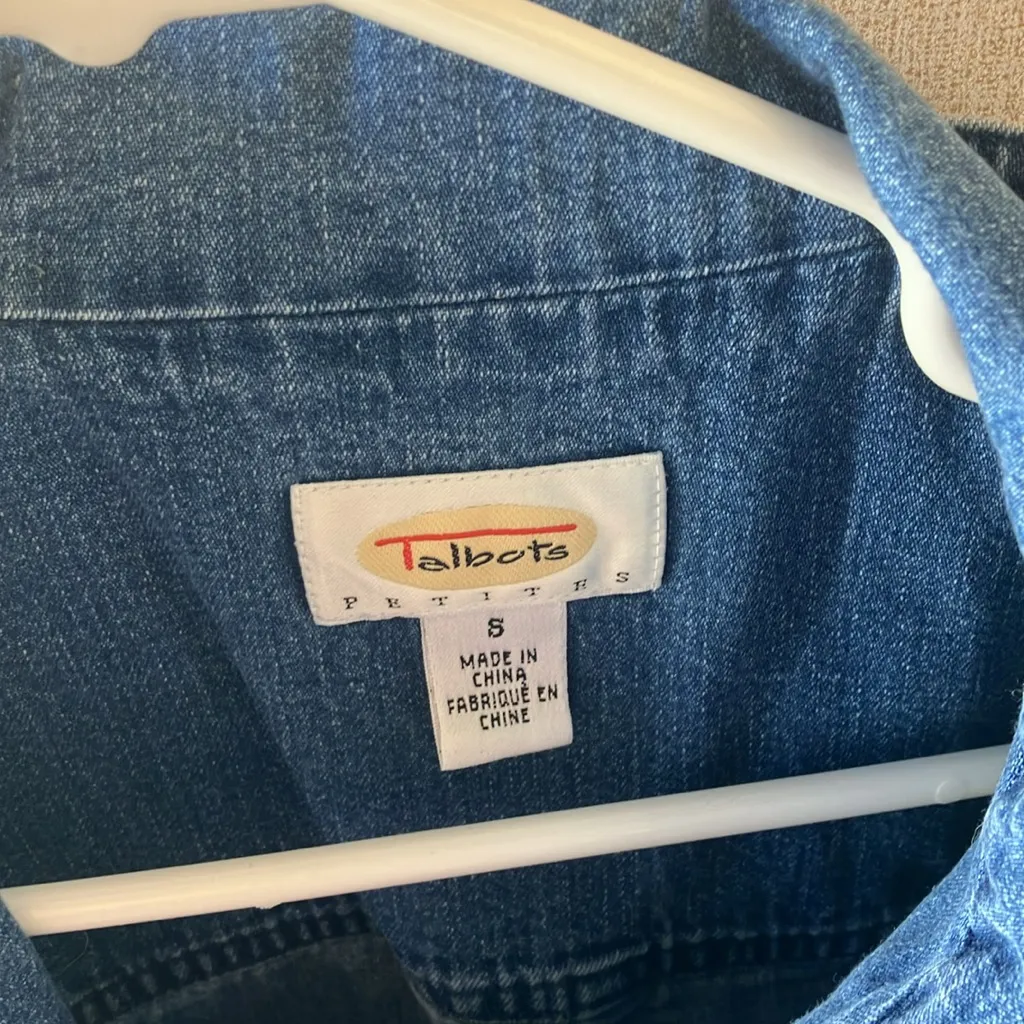 Talbots
PETITES
S
MADE IN
CHINA
FABRIQUÉ EN
CHINE